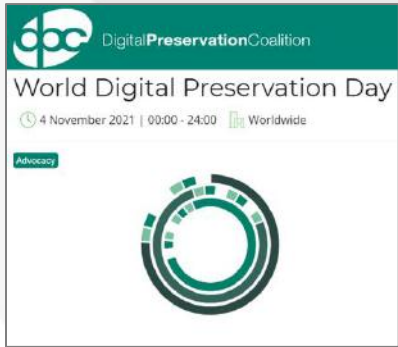 dpc DigitalPreservationCoalition
World Digital Preservation Day
4 November 2021 | 00:00 - 24:00 Worldwide
Advocacy